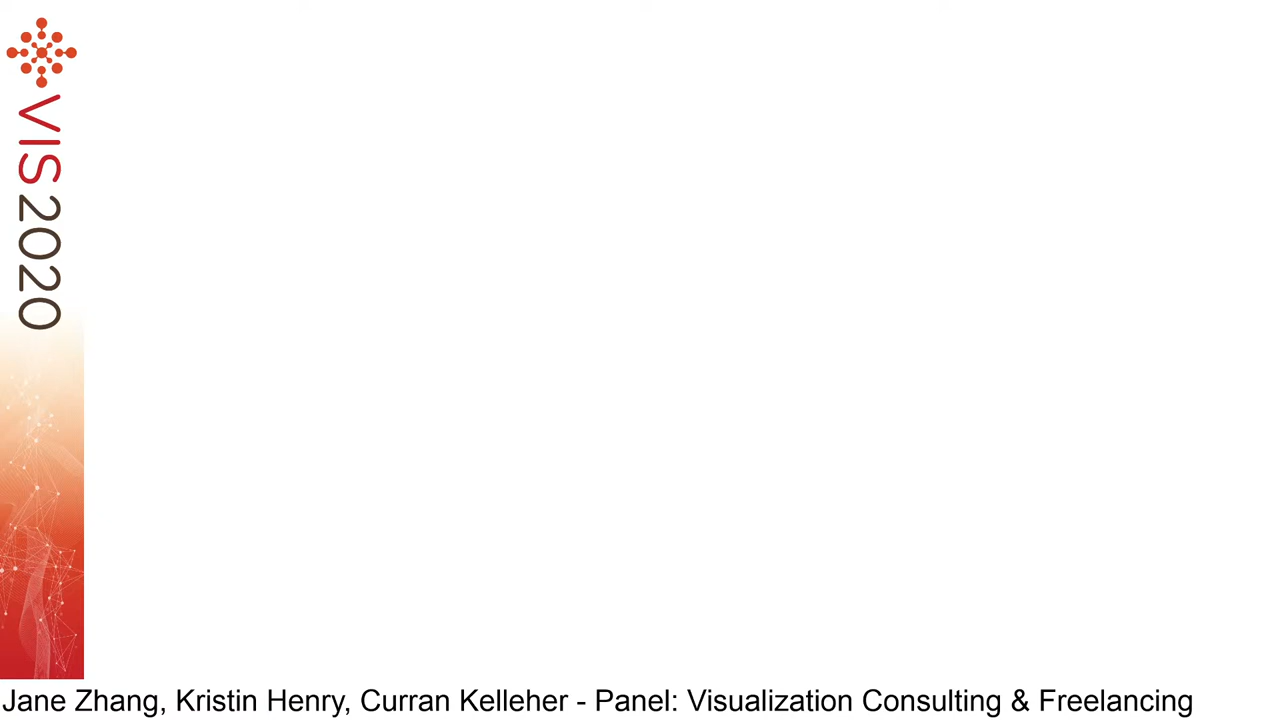 VIS2020
Jane Zhang, Kristin Henry, Curran Kelleher - Panel: Visualization Consulting & Freelancing